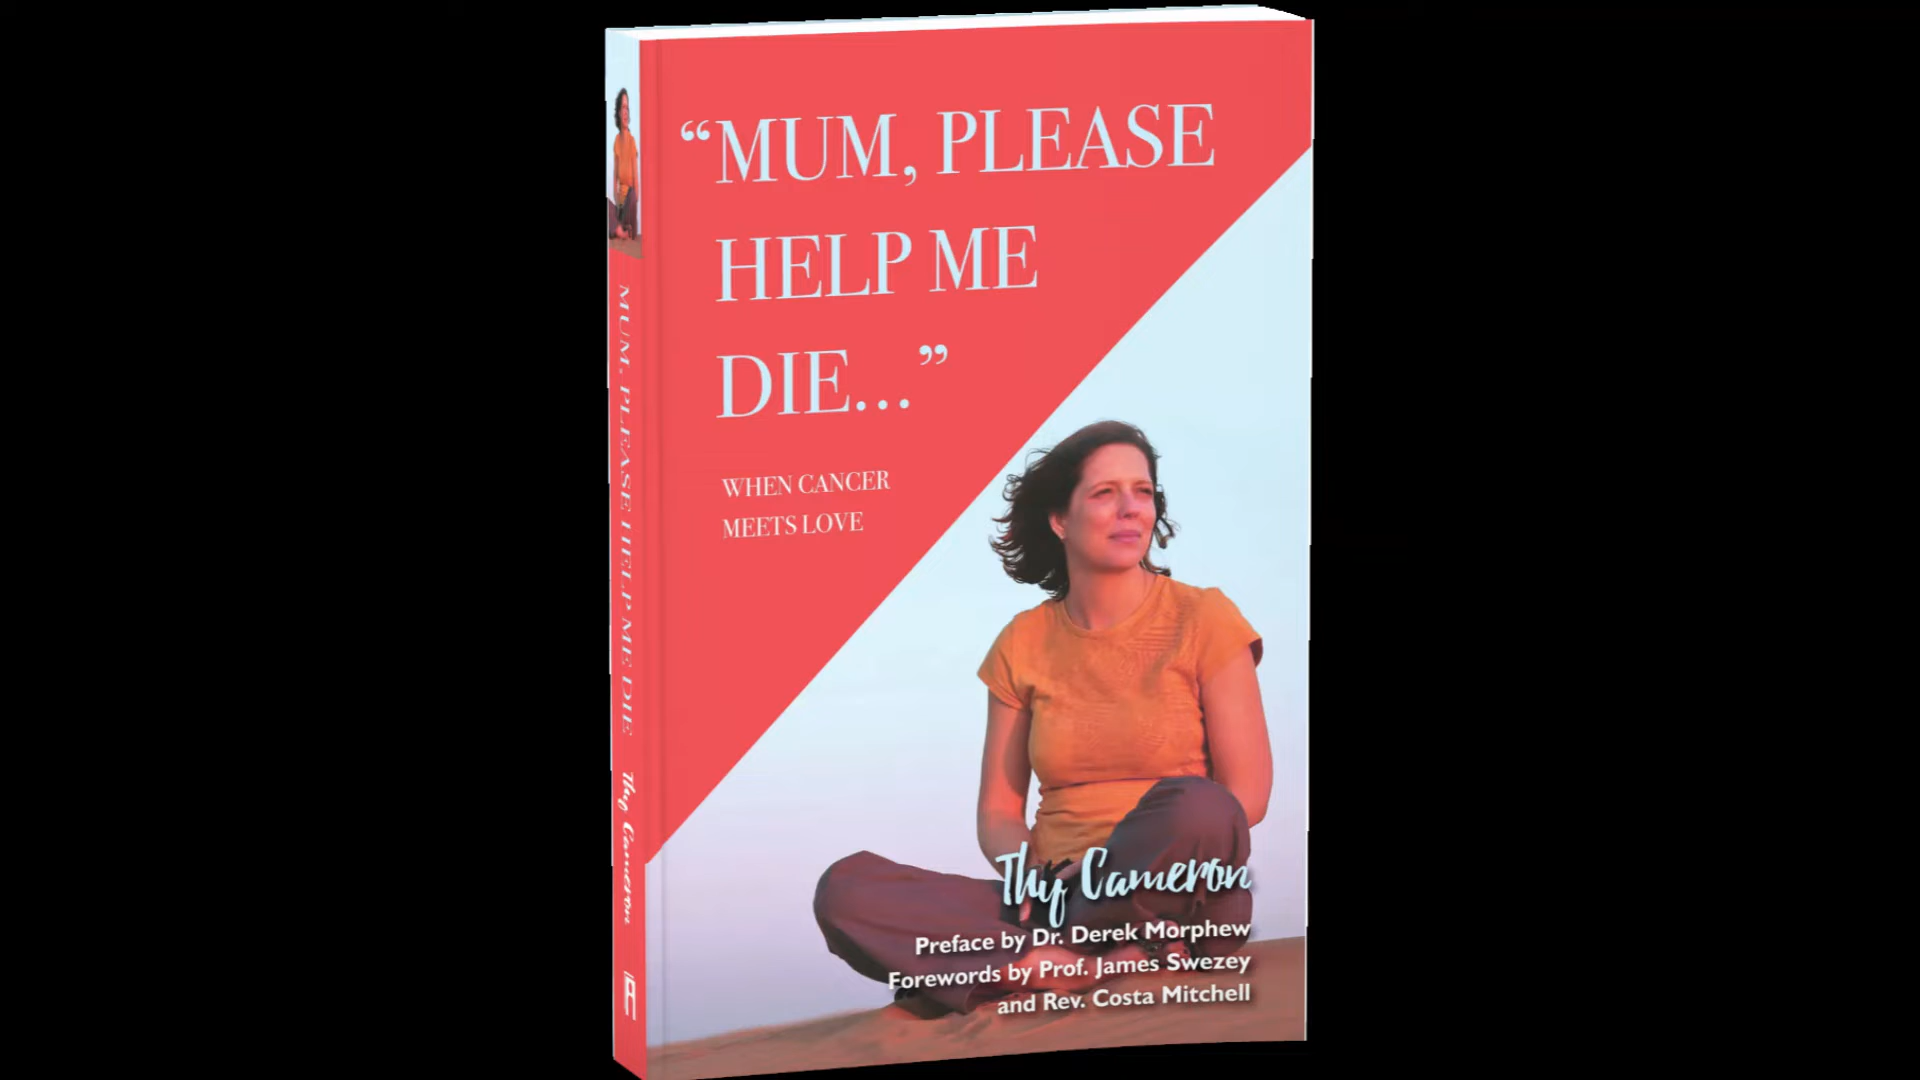 “MUM, PLEASE
HELP ME
DIE...”
WHEN CANCER
MEETS LOVE
Thy Cameron
Preface by Dr. Derek Morphew
Forewords by Prof. James Swezey
and Rev. Costa Mitchell
MUM, PLEASE HELP ME DIE Thy Cameron